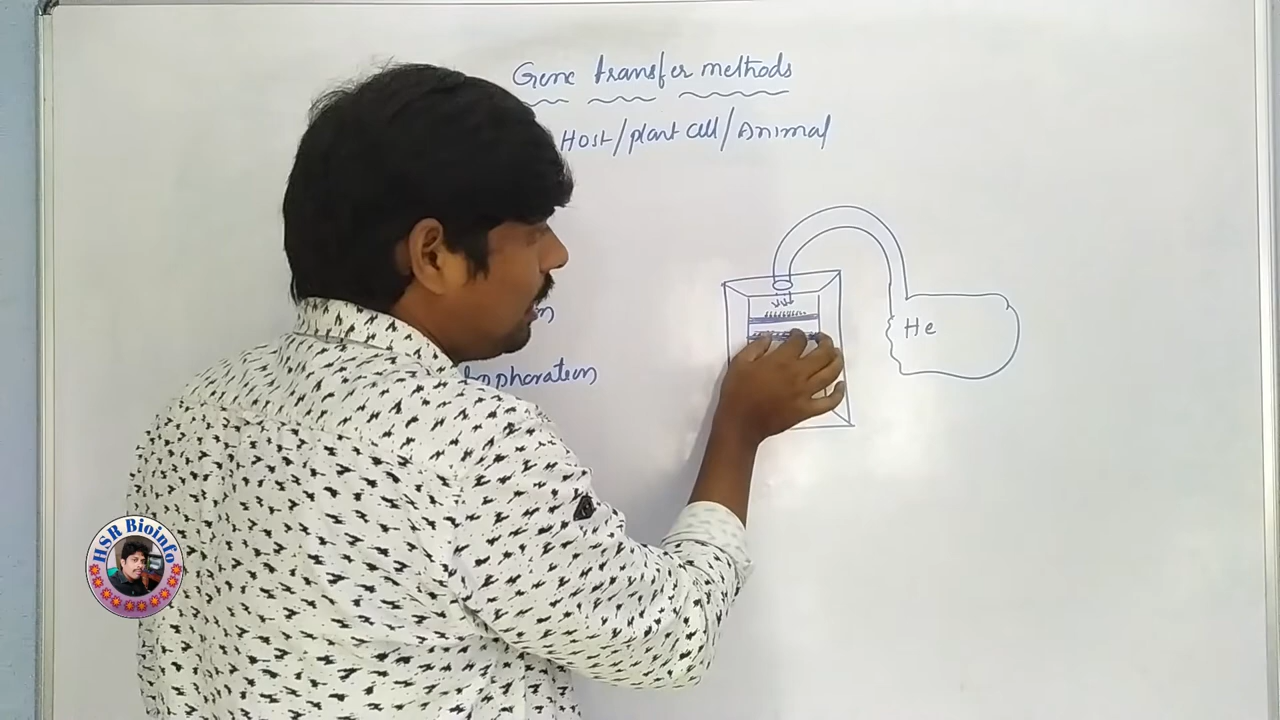 Gene transfer methods
Host/plant cell/Animal
He
HSR Bioinfo